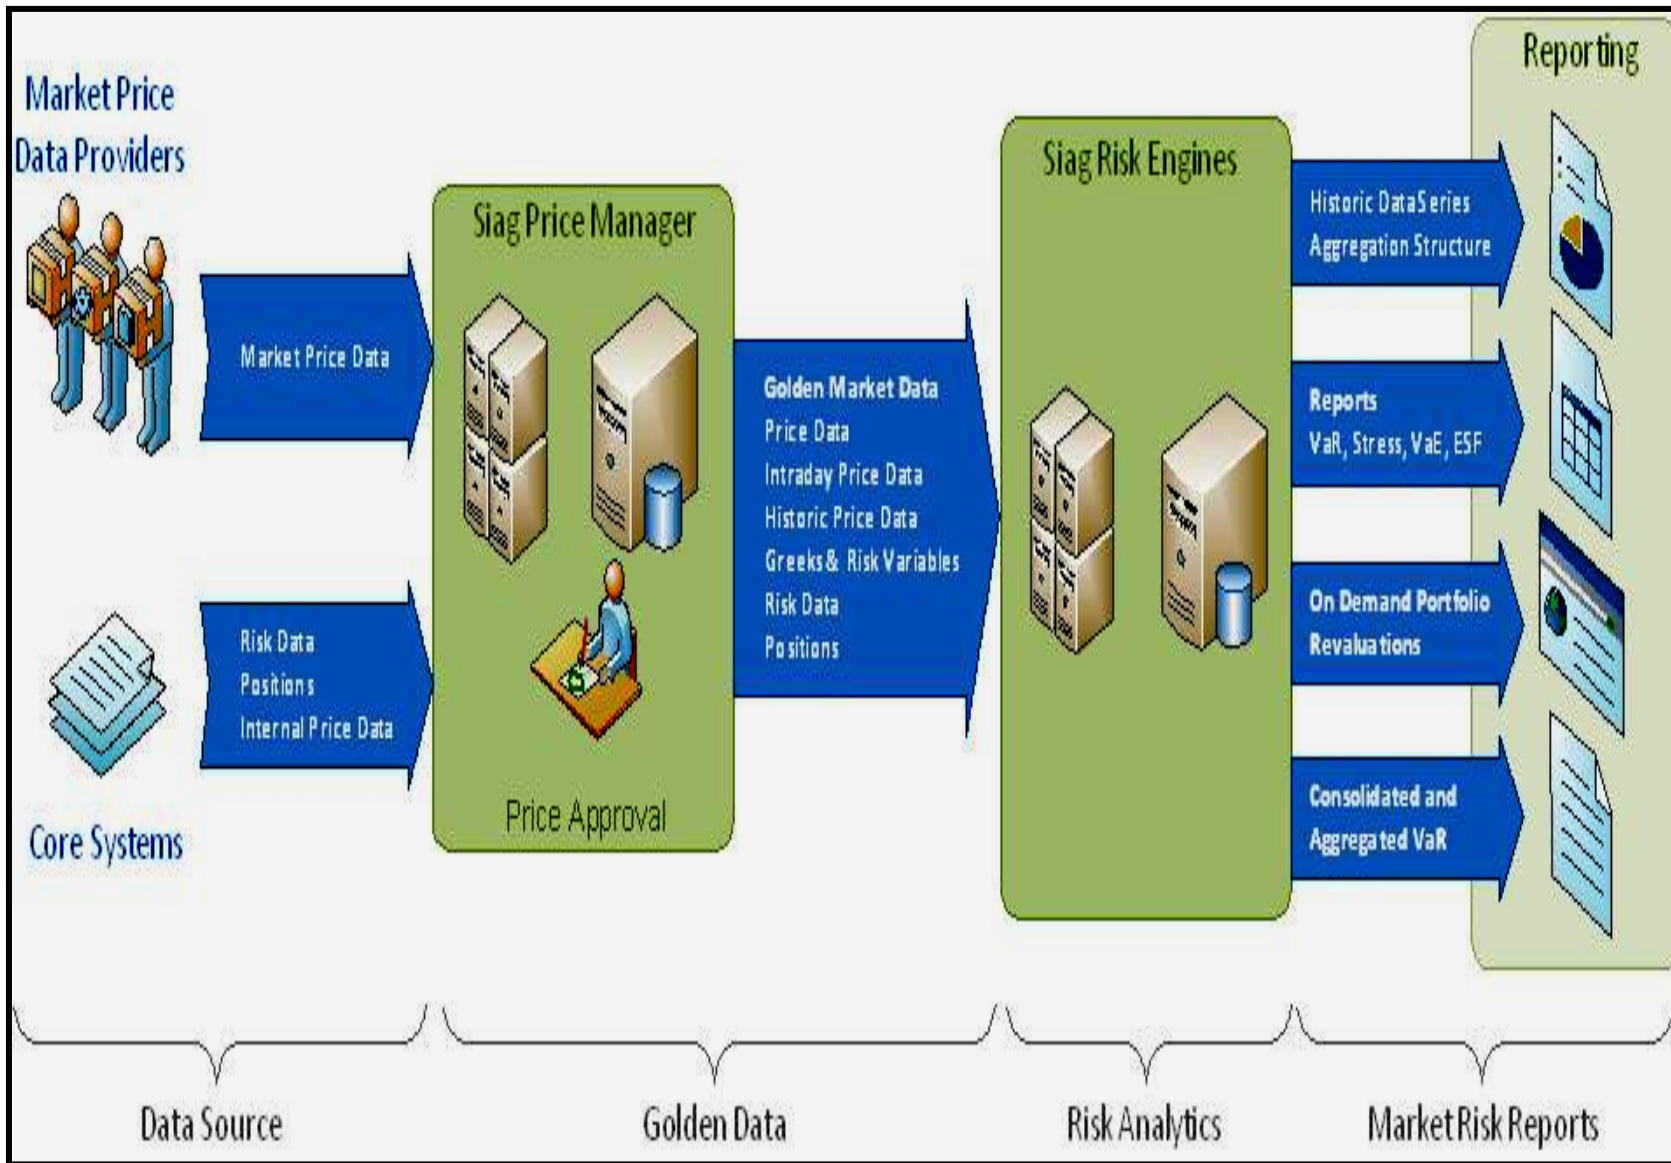 Market Price
Data Providers
Market Price Data
Risk Data
Positions
Internal Price Data
Core Systems
Siag Price Manager
Price Approval
Golden Market Data
Price Data
Intraday Price Data
Historic Price Data
Greeks & Risk Variables
Risk Data
Positions
Siag Risk Engines
Historic Data Series
Aggregation Structure
Reports
VaR, Stress, VaE, ESF
On Demand Portfolio
Revaluations
Consolidated and
Aggregated VaR
Reporting
Data Source
Golden Data
Risk Analytics
Market Risk Reports